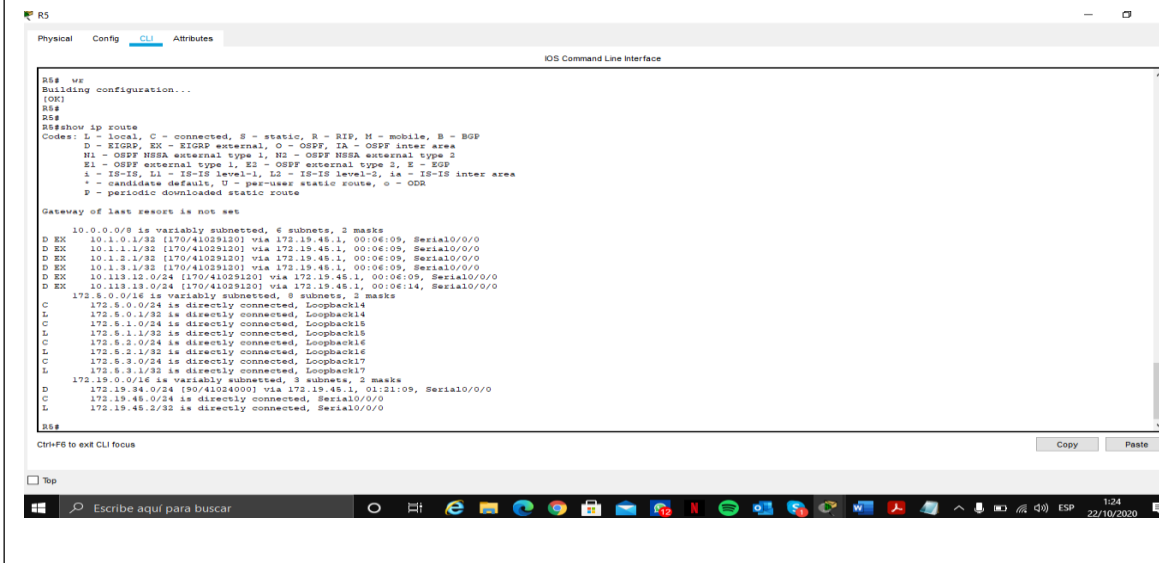 R5
Physical Config CLI Attributes
IOS Command Line Interface
R5# wr
Building configuration...
[OK]
R5#
R5#
R5#show ip route
Codes: L - local, C - connected, S - static, R - RIP, M - mobile, B - BGP
D - EIGRP, EX - EIGRP external, O - OSPF, IA - OSPF inter area
N1 - OSPF NSSA external type 1, N2 - OSPF NSSA external type 2
E1 - OSPF external type 1, E2 - OSPF external type 2, E - EGP
i - IS-IS, L1 - IS-IS level-1, L2 - IS-IS level-2, ia - IS-IS inter area
* - candidate default, U - per-user static route, o - ODR
P - periodic downloaded static route
Gateway of last resort is not set
10.0.0.0/8 is variably subnetted, 6 subnets, 2 masks
D EX 10.1.0.1/32 [170/41029120] via 172.19.45.1, 00:06:09, Serial0/0/0
D EX 10.1.1.1/32 [170/41029120] via 172.19.45.1, 00:06:09, Serial0/0/0
D EX 10.1.2.1/32 [170/41029120] via 172.19.45.1, 00:06:09, Serial0/0/0
D EX 10.1.3.1/32 [170/41029120] via 172.19.45.1, 00:06:09, Serial0/0/0
D EX 10.113.12.0/24 [170/41029120] via 172.19.45.1, 00:06:09, Serial0/0/0
D EX 10.113.13.0/24 [170/41029120] via 172.19.45.1, 00:06:14, Serial0/0/0
172.5.0.0/16 is variably subnetted, 8 subnets, 2 masks
C 172.5.0.0/24 is directly connected, Loopback14
L 172.5.0.1/32 is directly connected, Loopback14
C 172.5.1.0/24 is directly connected, Loopback15
L 172.5.1.1/32 is directly connected, Loopback15
C 172.5.2.0/24 is directly connected, Loopback16
L 172.5.2.1/32 is directly connected, Loopback16
C 172.5.3.0/24 is directly connected, Loopback17
L 172.5.3.1/32 is directly connected, Loopback17
172.19.0.0/16 is variably subnetted, 3 subnets, 2 masks
D 172.19.34.0/24 [90/41024000] via 172.19.45.1, 01:21:09, Serial0/0/0
C 172.19.45.0/24 is directly connected, Serial0/0/0
L 172.19.45.2/32 is directly connected, Serial0/0/0
R5#
Ctrl+F6 to exit CLI focus
Copy Paste
Top
Escribe aquí para buscar
12
1
ESP
1:24
22/10/2020